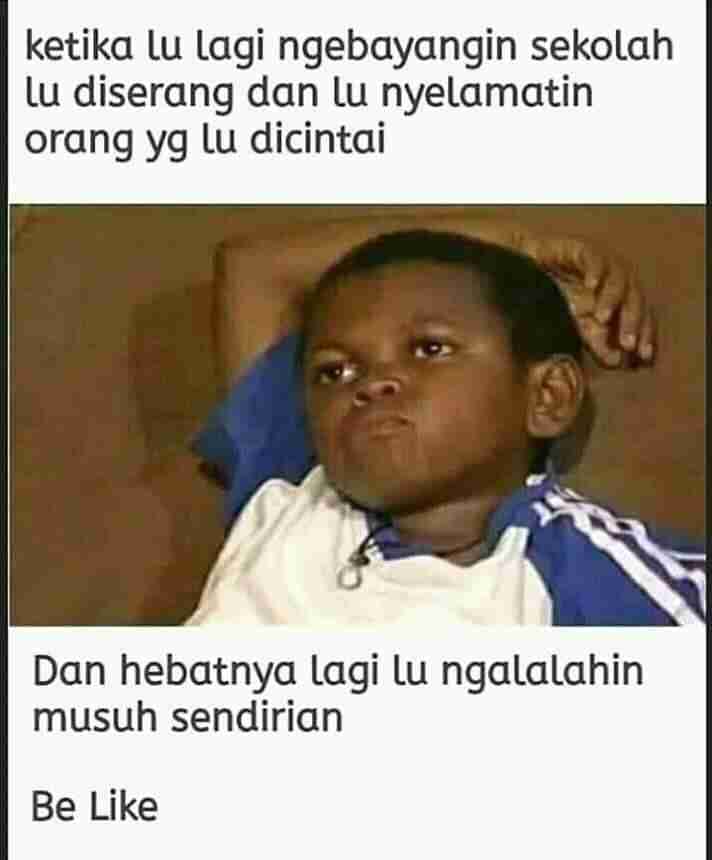 ketika lu lagi ngebayangin sekolah
lu diserang dan lu nyelamatin
orang yg lu dicintai
Dan hebatnya lagi lu ngalalahin
musuh sendirian
Be Like